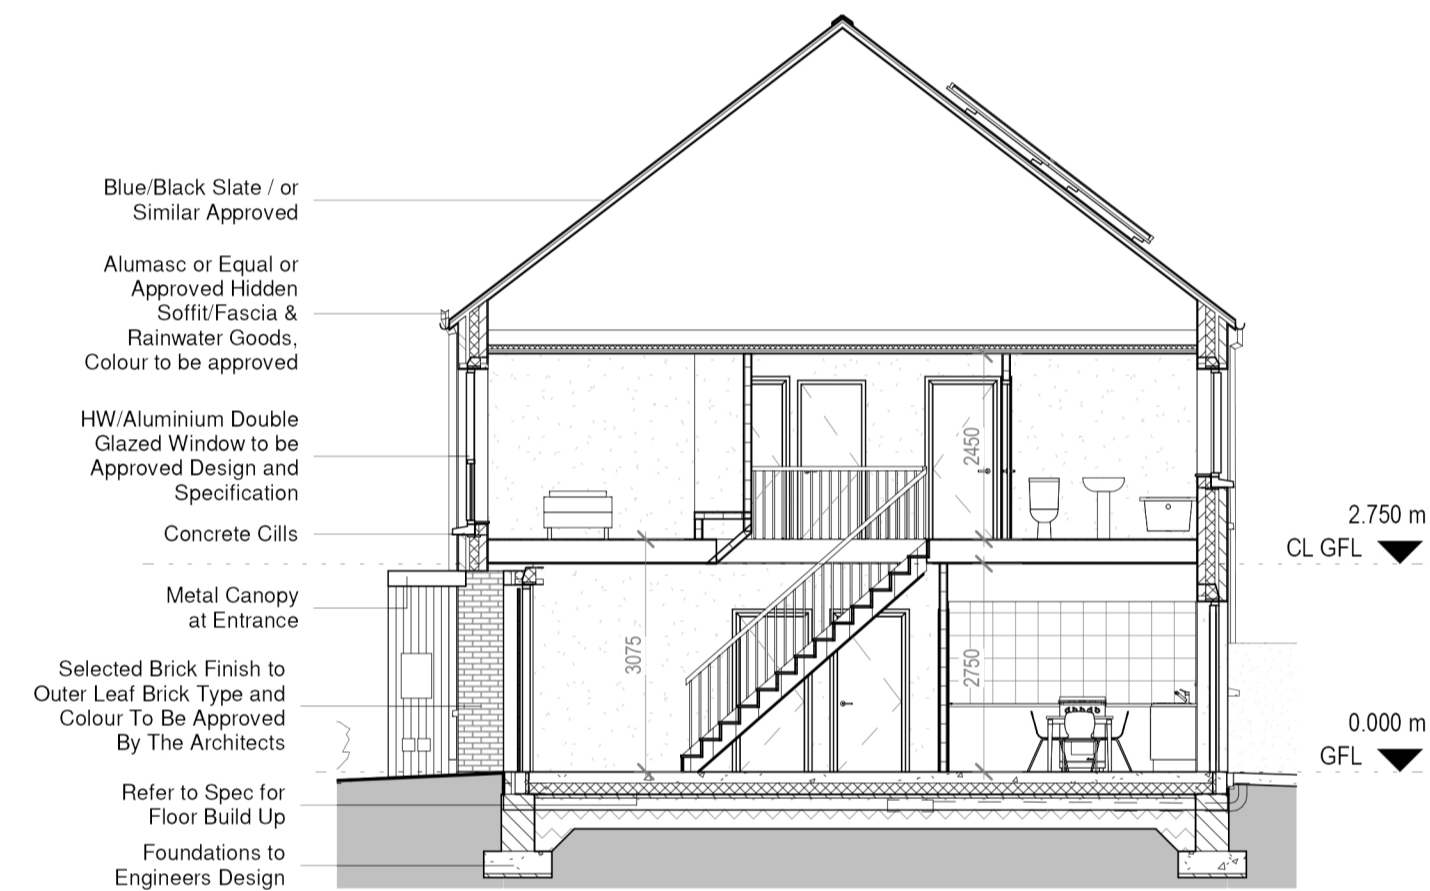 Blue/Black Slate / or
Similar Approved
Alumasc or Equal or
Approved Hidden
Soffit/Fascia &
Rainwater Goods,
Colour to be approved
HW/Aluminium Double
Glazed Window to be
Approved Design and
Specification
Concrete Cills
Metal Canopy
at Entrance
Selected Brick Finish to
Outer Leaf Brick Type and
Colour To Be Approved
By The Architects
Refer to Spec for
Floor Build Up
Foundations to
Engineers Design
2450
3075
2750
2.750 m
CL GFL
0.000 m
GFL